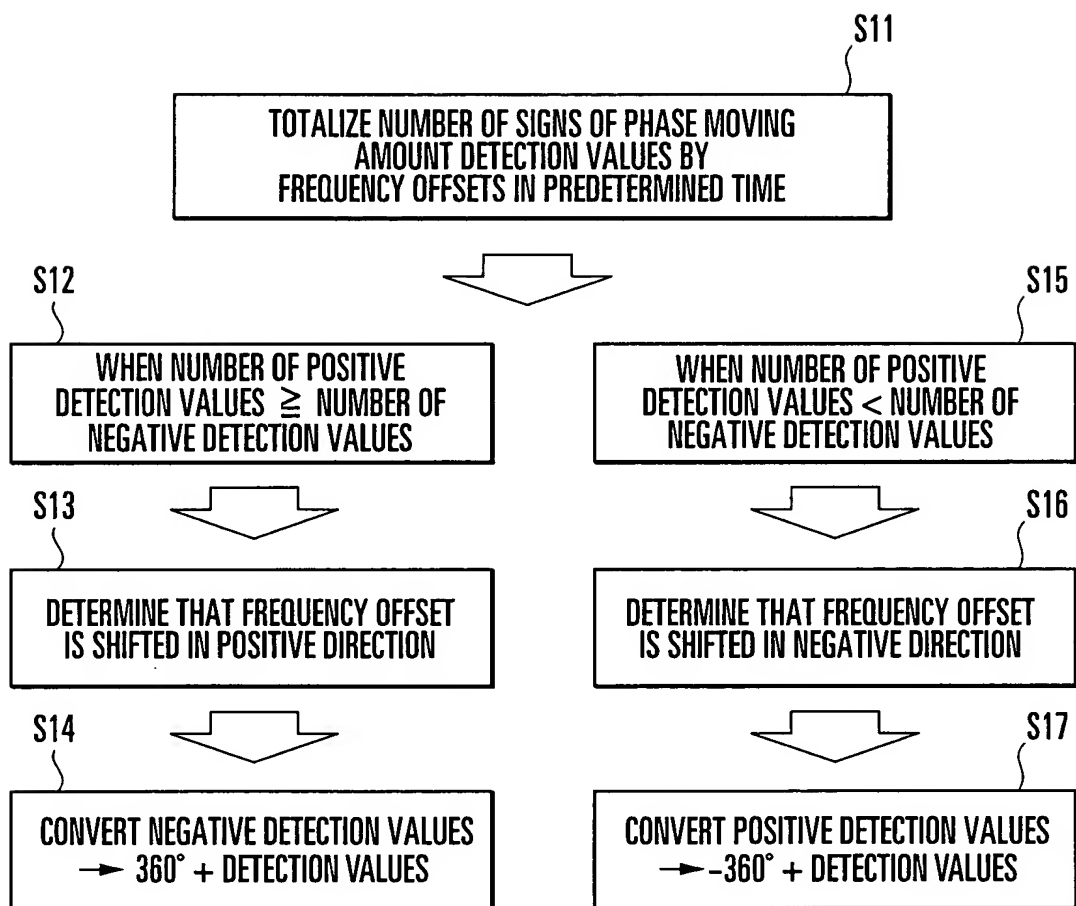 S11
TOTALIZE NUMBER OF SIGNS OF PHASE MOVING
AMOUNT DETECTION VALUES BY
FREQUENCY OFFSETS IN PREDETERMINED TIME
S12
WHEN NUMBER OF POSITIVE
DETECTION VALUES ≧ NUMBER OF
NEGATIVE DETECTION VALUES
S13
DETERMINE THAT FREQUENCY OFFSET
IS SHIFTED IN POSITIVE DIRECTION
S14
CONVERT NEGATIVE DETECTION VALUES
→ 360° + DETECTION VALUES
S15
WHEN NUMBER OF POSITIVE
DETECTION VALUES < NUMBER OF
NEGATIVE DETECTION VALUES
S16
DETERMINE THAT FREQUENCY OFFSET
IS SHIFTED IN NEGATIVE DIRECTION
S17
CONVERT POSITIVE DETECTION VALUES
→ -360° + DETECTION VALUES